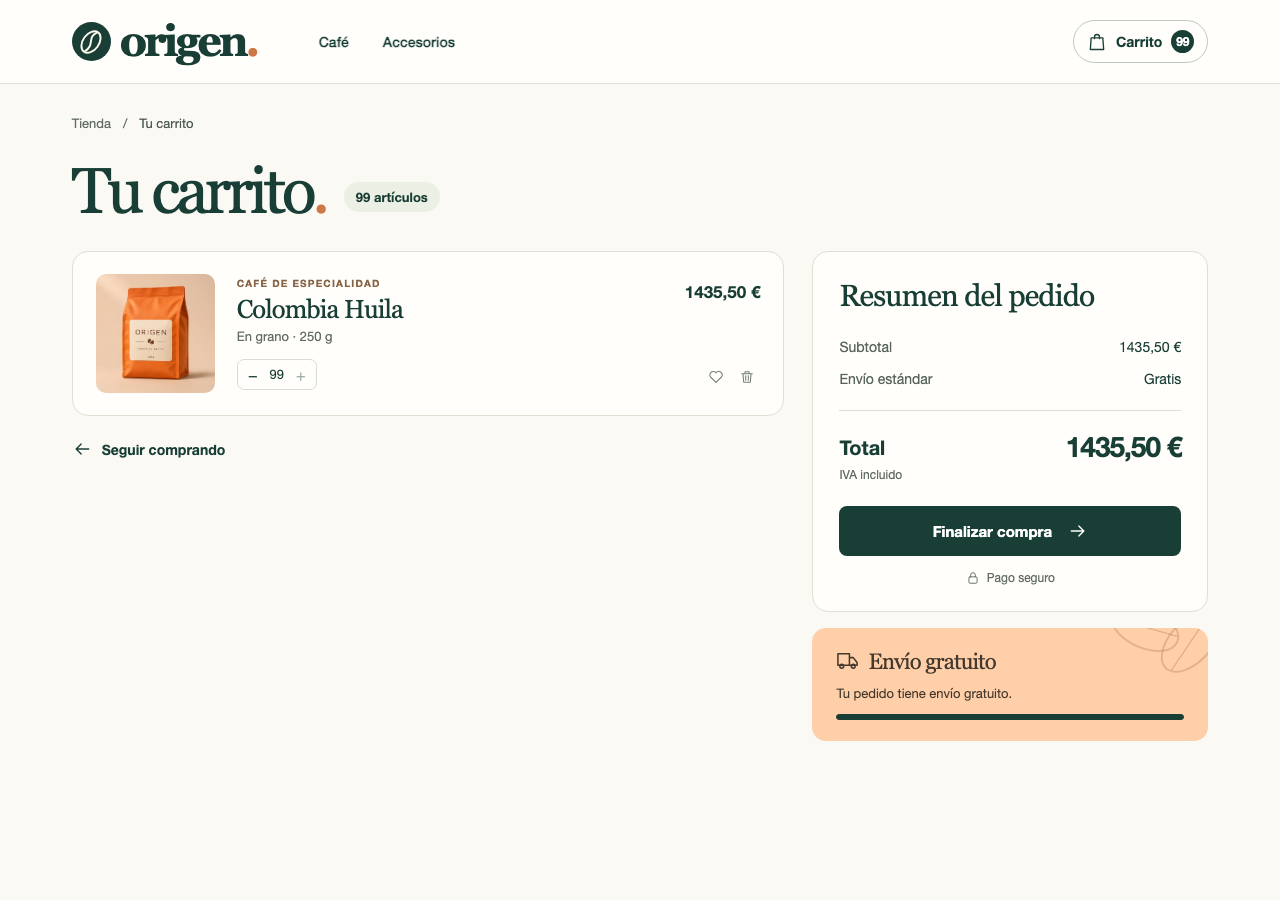 origen.
Café
Accesorios
Carrito 99
Tienda / Tu carrito
Tu carrito.
99 artículos
ORIGEN
CAFÉ DE ESPECIALIDAD
Colombia Huila
En grano · 250 g
− 99 +
1435,50 €
Seguir comprando
Resumen del pedido
Subtotal 1435,50 €
Envío estándar Gratis
Total 1435,50 €
IVA incluido
Finalizar compra →
Pago seguro
Envío gratuito
Tu pedido tiene envío gratuito.